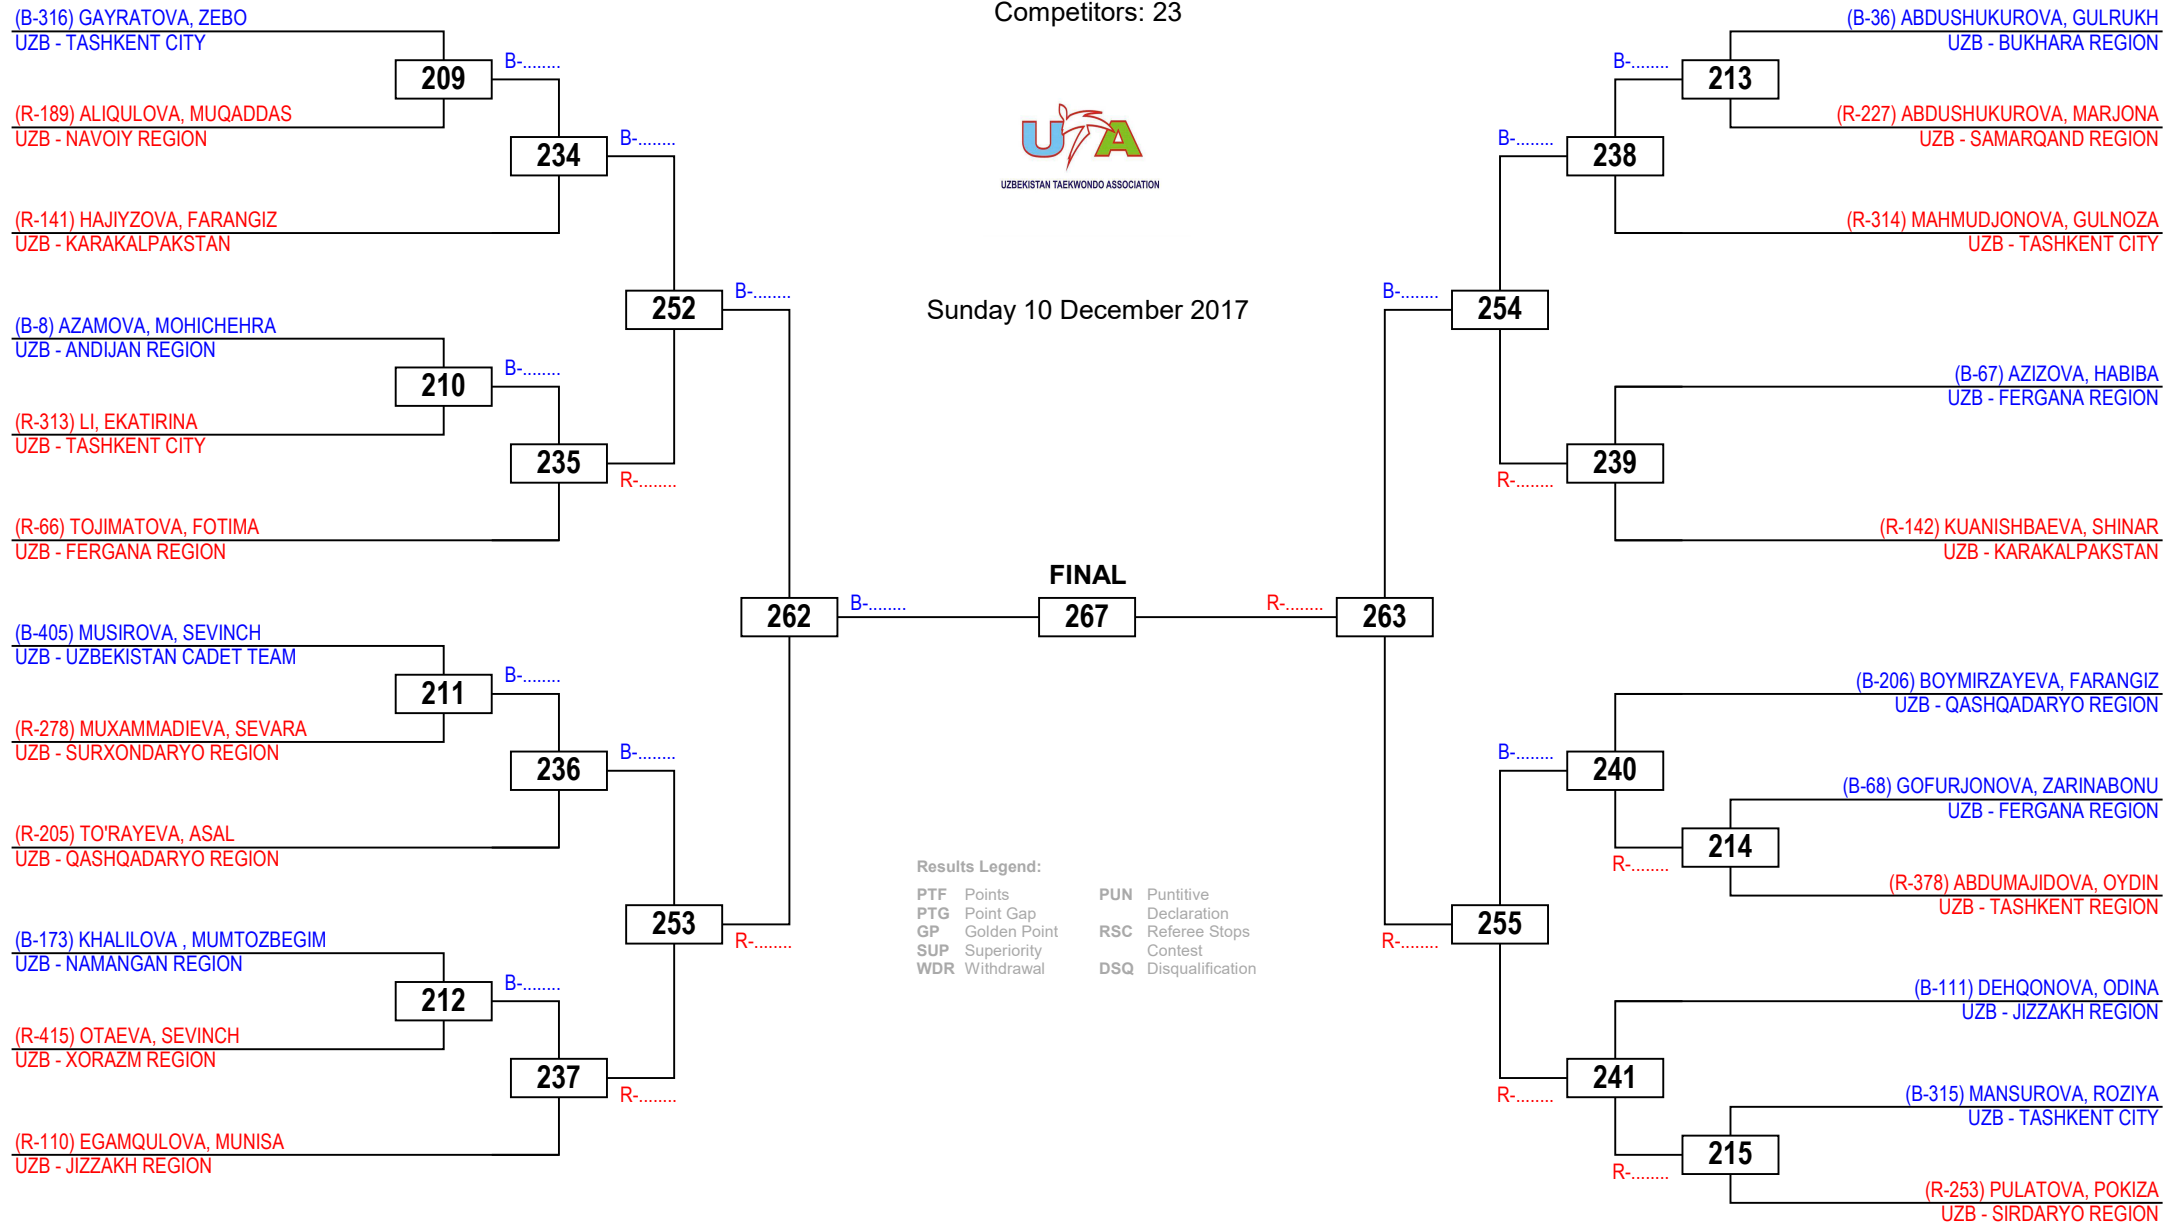 Competitors: 23
UTA
UZBEKISTAN TAEKWONDO ASSOCIATION
Sunday 10 December 2017
(B-316) GAYRATOVA, ZEBO
UZB - TASHKENT CITY
209
B-........
(R-189) ALIQULOVA, MUQADDAS
UZB - NAVOIY REGION
234
B-........
(R-141) HAJIYZOVA, FARANGIZ
UZB - KARAKALPAKSTAN
252
B-........
(B-8) AZAMOVA, MOHICHEHRA
UZB - ANDIJAN REGION
210
B-........
(R-313) LI, EKATIRINA
UZB - TASHKENT CITY
235
R-........
(R-66) TOJIMATOVA, FOTIMA
UZB - FERGANA REGION
262
B-........
(B-405) MUSIROVA, SEVINCH
UZB - UZBEKISTAN CADET TEAM
211
B-........
(R-278) MUXAMMADIEVA, SEVARA
UZB - SURXONDARYO REGION
236
B-........
(R-205) TO'RAYEVA, ASAL
UZB - QASHQADARYO REGION
253
R-........
(B-173) KHALILOVA , MUMTOZBEGIM
UZB - NAMANGAN REGION
212
B-........
(R-415) OTAEVA, SEVINCH
UZB - XORAZM REGION
237
R-........
(R-110) EGAMQULOVA, MUNISA
UZB - JIZZAKH REGION
FINAL
267
Results Legend:
PTF Points
PTG Point Gap
GP Golden Point
SUP Superiority
WDR Withdrawal
PUN Puntitive
Declaration
RSC Referee Stops
Contest
DSQ Disqualification
(B-36) ABDUSHUKUROVA, GULRUKH
UZB - BUKHARA REGION
B-........
213
(R-227) ABDUSHUKUROVA, MARJONA
UZB - SAMARQAND REGION
B-........
238
(R-314) MAHMUDJONOVA, GULNOZA
UZB - TASHKENT CITY
B-........
254
(B-67) AZIZOVA, HABIBA
UZB - FERGANA REGION
239
R-........
(R-142) KUANISHBAEVA, SHINAR
UZB - KARAKALPAKSTAN
R-........
263
(B-206) BOYMIRZAYEVA, FARANGIZ
UZB - QASHQADARYO REGION
B-........
240
(B-68) GOFURJONOVA, ZARINABONU
UZB - FERGANA REGION
214
R-........
(R-378) ABDUMAJIDOVA, OYDIN
UZB - TASHKENT REGION
255
R-........
(B-111) DEHQONOVA, ODINA
UZB - JIZZAKH REGION
241
R-........
(B-315) MANSUROVA, ROZIYA
UZB - TASHKENT CITY
215
R-........
(R-253) PULATOVA, POKIZA
UZB - SIRDARYO REGION